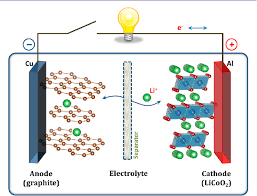 e⁻
−
+
Cu
Al
Li⁺
Separator
Anode
(graphite)
Electrolyte
Cathode
(LiCoO₂)